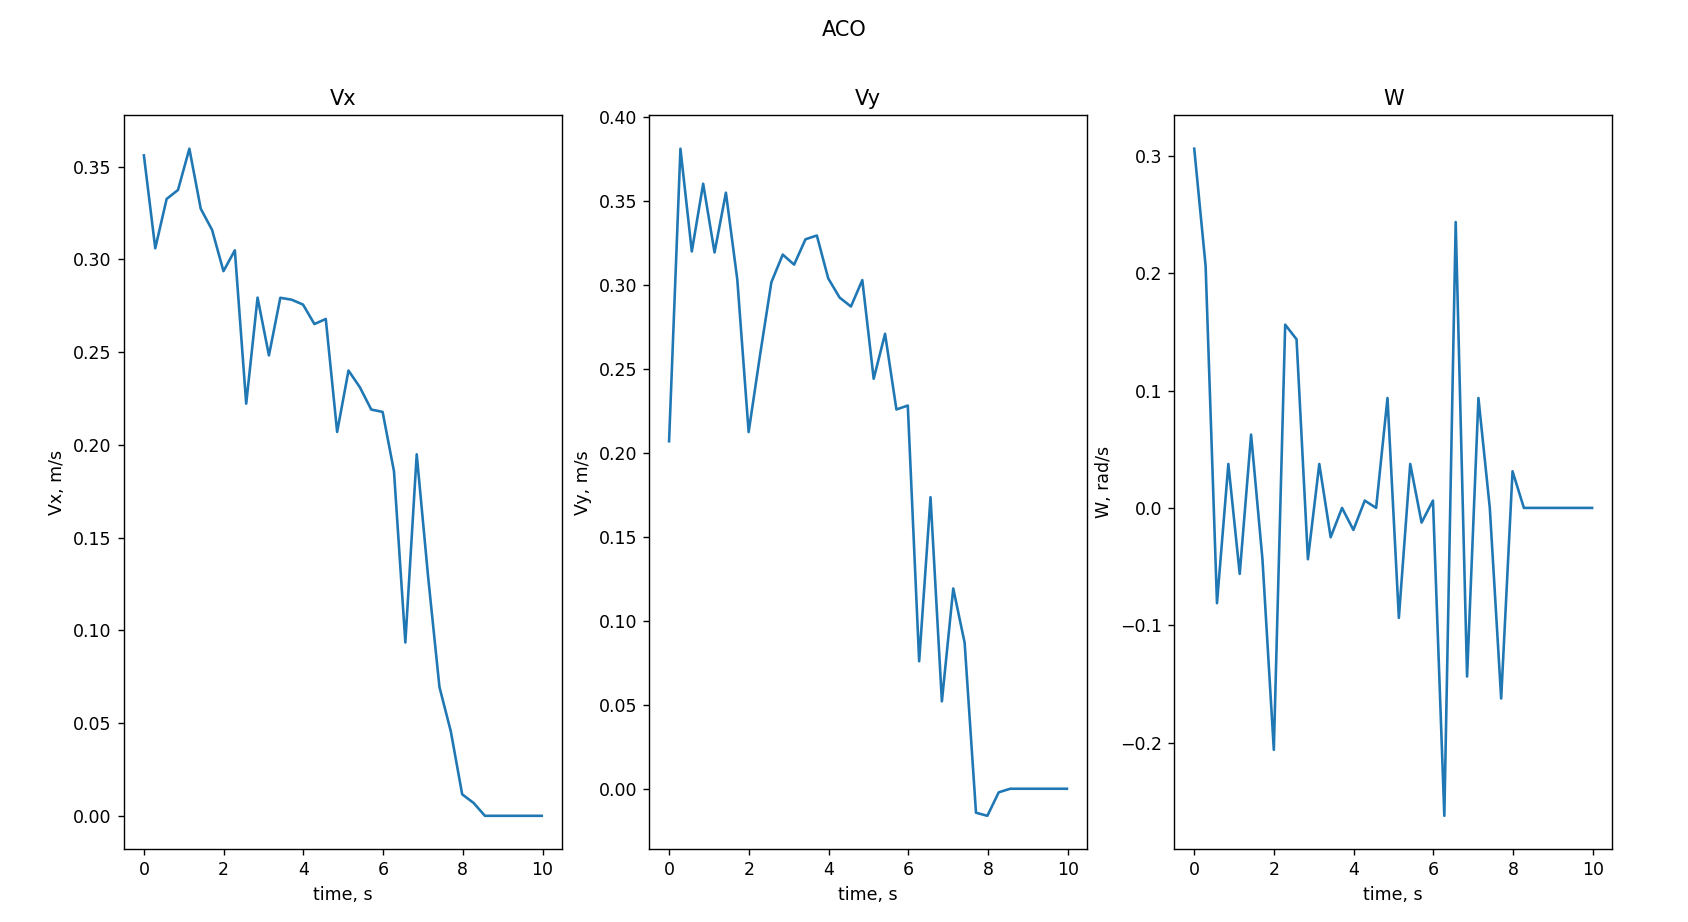 ACO
Vx
0.35
0.30
0.25
0.20
0.15
0.10
0.05
0.00
Vx, m/s
0 2 4 6 8 10
time, s
Vy
0.40
0.35
0.30
0.25
0.20
0.15
0.10
0.05
0.00
Vy, m/s
0 2 4 6 8 10
time, s
W
0.3
0.2
0.1
0.0
−0.1
−0.2
W, rad/s
0 2 4 6 8 10
time, s